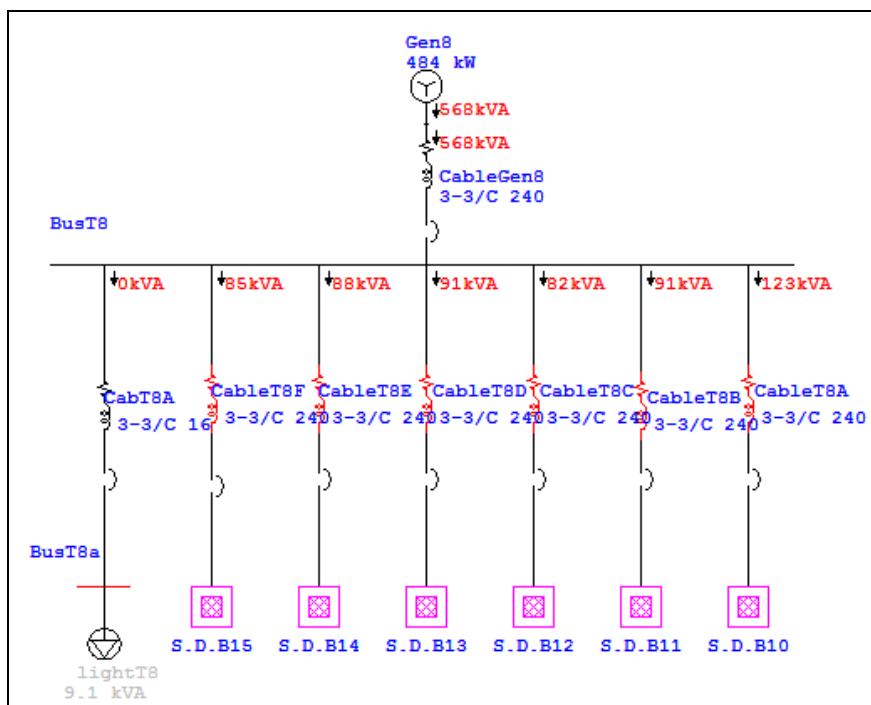 Gen8
484 kW
568kVA
568kVA
CableGen8
3-3/C 240
BusT8
0kVA
85kVA
88kVA
91kVA
82kVA
91kVA
123kVA
CabT8A
3-3/C 16
CableT8F
3-3/C 240
CableT8E
3-3/C 240
CableT8D
3-3/C 240
CableT8C
3-3/C 240
CableT8B
3-3/C 240
CableT8A
3-3/C 240
BusT8a
S.D.B15
S.D.B14
S.D.B13
S.D.B12
S.D.B11
S.D.B10
lightT8
9.1 kVA